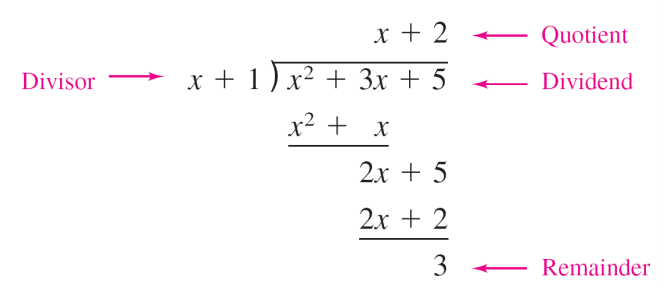 x + 2 Quotient
Divisor x + 1 ) x² + 3x + 5 Dividend
x² + x
2x + 5
2x + 2
3 Remainder